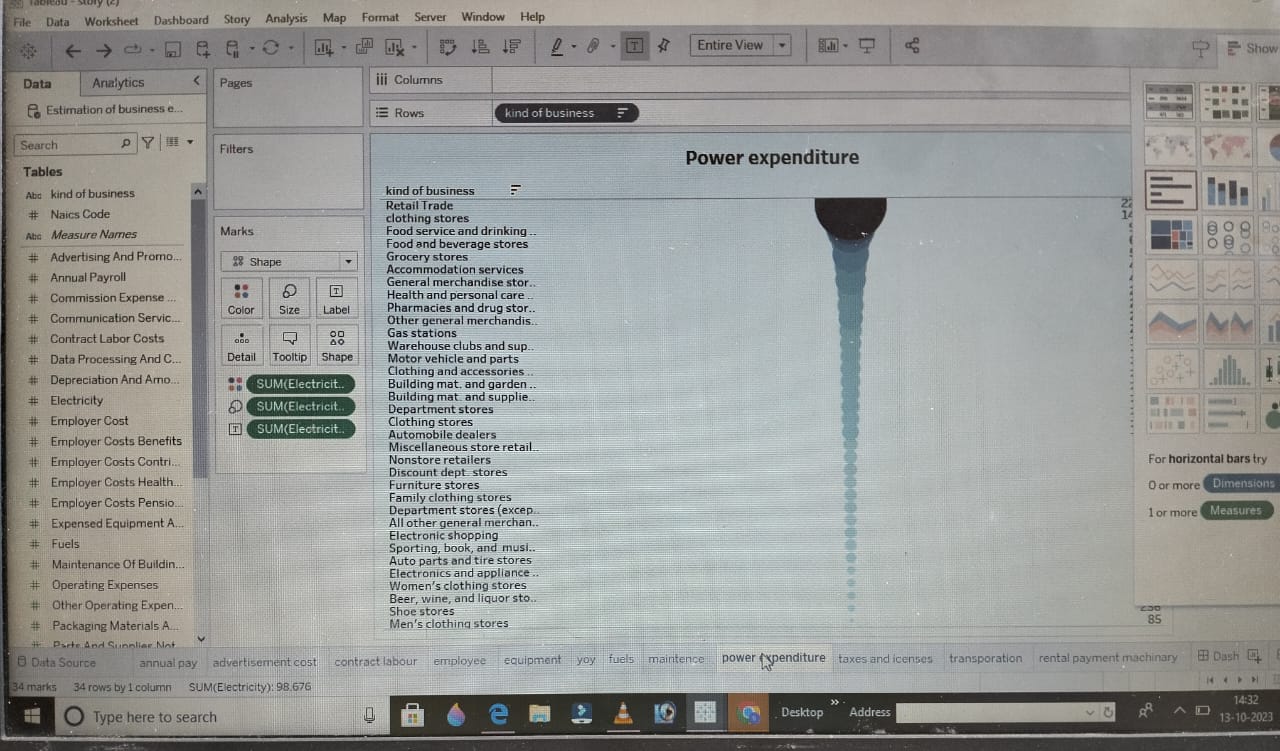 Tableau - story (2)
File Data Worksheet Dashboard Story Analysis Map Format Server Window Help
Entire View
Show
Data Analytics
Pages
Columns
Estimation of business e...
Rows kind of business
Search
Filters
Power expenditure
Tables
kind of business
Abc kind of business
# Naics Code
Abc Measure Names
# Advertising And Promo...
# Annual Payroll
# Commission Expense ...
# Communication Servic...
# Contract Labor Costs
# Data Processing And C...
# Depreciation And Amo...
# Electricity
# Employer Cost
# Employer Costs Benefits
# Employer Costs Contri...
# Employer Costs Health...
# Employer Costs Pensio...
# Expensed Equipment A...
# Fuels
# Maintenance Of Buildin...
# Operating Expenses
# Other Operating Expen...
# Packaging Materials A...
# Parts And Supplies Not
Marks
Shape
Color Size Label
Detail Tooltip Shape
SUM(Electricit..
SUM(Electricit..
SUM(Electricit..
Retail Trade
clothing stores
Food service and drinking ..
Food and beverage stores
Grocery stores
Accommodation services
General merchandise stor..
Health and personal care ..
Pharmacies and drug stor..
Other general merchandis..
Gas stations
Warehouse clubs and sup..
Motor vehicle and parts
Clothing and accessories ..
Building mat. and garden ..
Building mat. and supplie..
Department stores
Clothing stores
Automobile dealers
Miscellaneous store retail..
Nonstore retailers
Discount dept. stores
Furniture stores
Family clothing stores
Department stores (excep..
All other general merchan..
Electronic shopping
Sporting, book, and musi..
Auto parts and tire stores
Electronics and appliance ..
Women's clothing stores
Beer, wine, and liquor sto..
Shoe stores
Men's clothing stores
85
For horizontal bars try
0 or more Dimensions
1 or more Measures
Data Source annual pay advertisement cost contract labour employee equipment yoy fuels maintence power expenditure taxes and icenses transporation rental payment machinary Dash
34 marks 34 rows by 1 column SUM(Electricity): 98,676
Type here to search
Desktop Address
14:32
13-10-2023